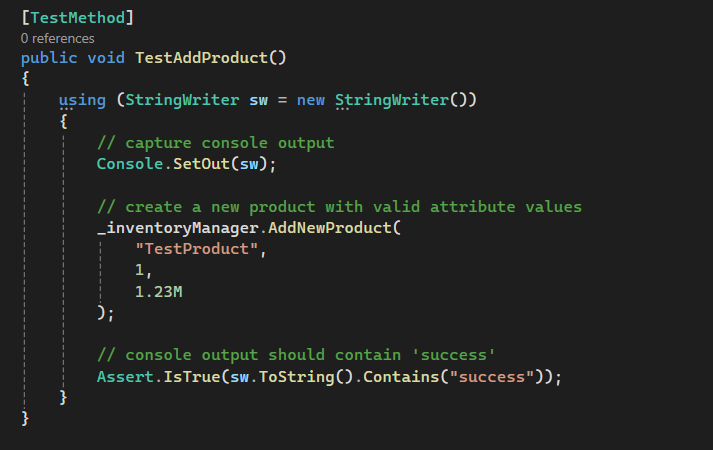 [TestMethod]
0 references
public void TestAddProduct()
{
using (StringWriter sw = new StringWriter())
{
// capture console output
Console.SetOut(sw);
// create a new product with valid attribute values
_inventoryManager.AddNewProduct(
"TestProduct",
1,
1.23M
);
// console output should contain 'success'
Assert.IsTrue(sw.ToString().Contains("success"));
}
}